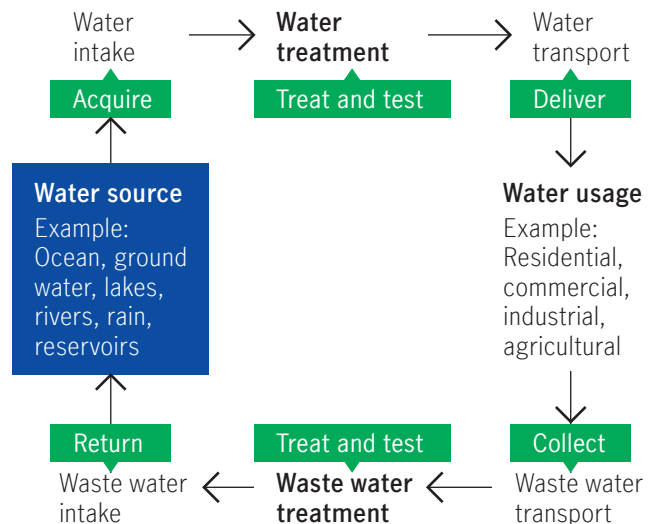 Water
intake
Water
treatment
Water
transport
Acquire
Treat and test
Deliver
Water source
Example:
Ocean, ground
water, lakes,
rivers, rain,
reservoirs
Water usage
Example:
Residential,
commercial,
industrial,
agricultural
Return
Treat and test
Collect
Waste water
intake
Waste water
treatment
Waste water
transport